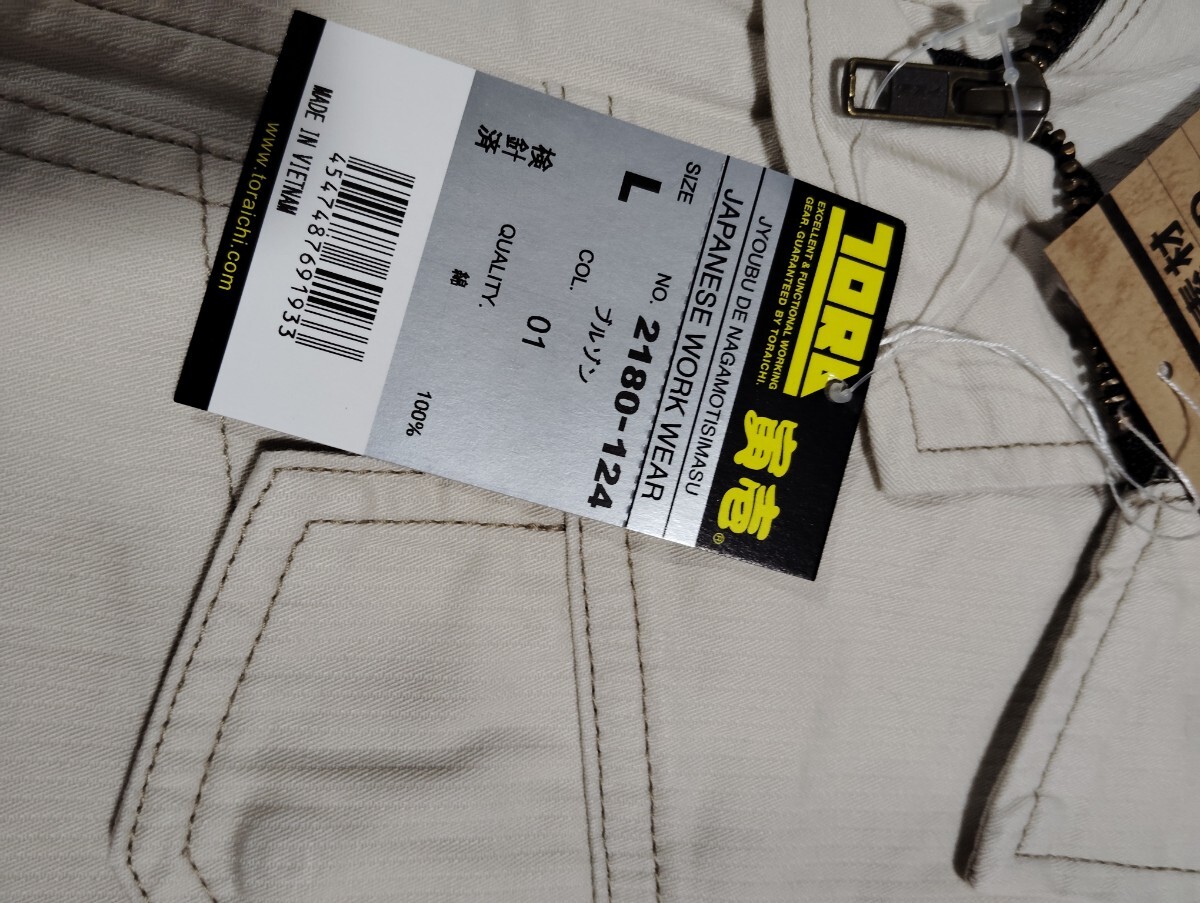 TORA
EXCELLENT & FUNCTIONAL WORKING
GEAR. GUARANTEED BY TORAICHI.
寅壱®
JYOUBU DE NAGAMOTISIMASU
JAPANESE WORK WEAR
SIZE
L
NO. 2180-124
ブルゾン
COL. 01
検針済
QUALITY.
綿 100%
4547487691933
MADE IN VIETNAM
www.toraichi.com
材